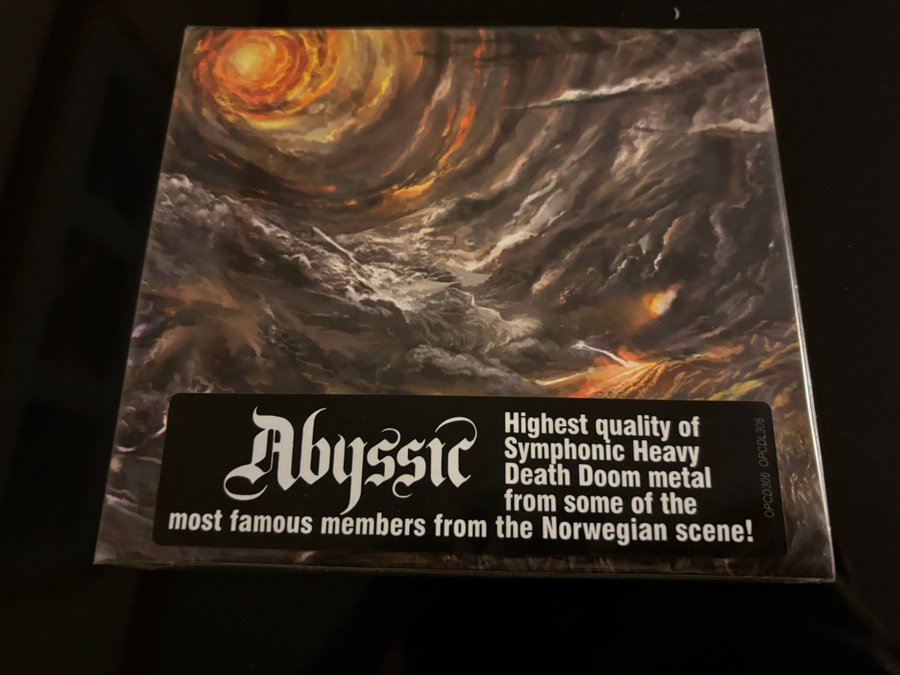 Abyssic
Highest quality of
Symphonic Heavy
Death Doom metal
from some of the
most famous members from the Norwegian scene!
OPCD306 OPCDL306